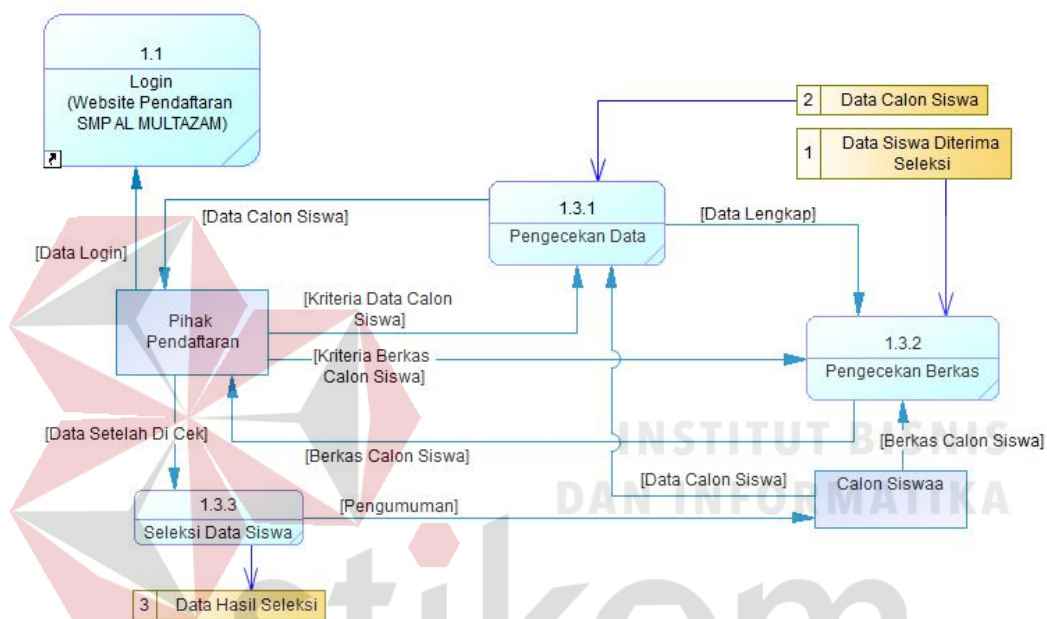 1.1
Login
(Website Pendaftaran
SMP AL MULTAZAM)
2 Data Calon Siswa
1 Data Siswa Diterima
Seleksi
1.3.1
Pengecekan Data
[Data Calon Siswa]
[Data Lengkap]
[Data Login]
[Kriteria Data Calon
Siswa]
Pihak
Pendaftaran
[Kriteria Berkas
Calon Siswa]
1.3.2
Pengecekan Berkas
[Data Setelah Di Cek]
[Berkas Calon Siswa]
INSTITUT BISNIS
[Berkas Calon Siswa]
[Data Calon Siswa]
Calon Siswaa
DAN INFORMATIKA
1.3.3
Seleksi Data Siswa
[Pengumuman]
3 Data Hasil Seleksi
stikom